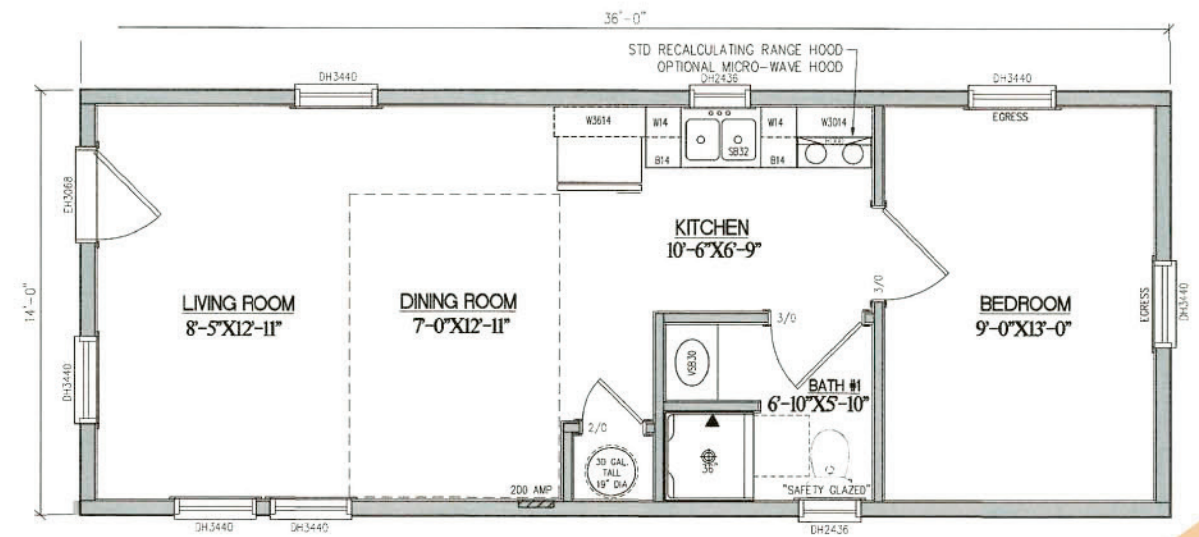 36'-0"
STD RECALCULATING RANGE HOOD
OPTIONAL MICRO-WAVE HOOD
DH3440
DH2436
DH3440
EGRESS
W3614
W14
W14
W3014
HOOD
SB32
B14
B14
EH3068
14'-0"
KITCHEN
10'-6"X6'-9"
LIVING ROOM
8'-5"X12'-11"
DINING ROOM
7'-0"X12'-11"
BEDROOM
9'-0"X13'-0"
3/0
EGRESS
DH3440
3/0
VSB30
DH3440
BATH #1
6'-10"X5'-10"
2/0
30 GAL.
TALL
19" DIA
36"
200 AMP
"SAFETY GLAZED"
DH3440
DH3440
DH2436